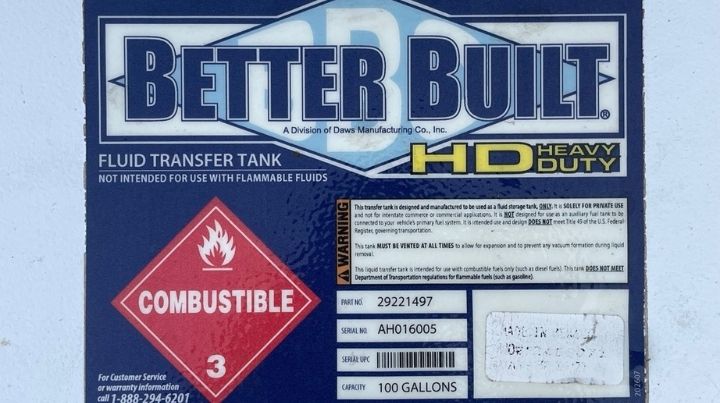 BETTER BUILT®
A Division of Daws Manufacturing Co., Inc.
HD HEAVY DUTY
FLUID TRANSFER TANK
NOT INTENDED FOR USE WITH FLAMMABLE FLUIDS
WARNING
This transfer tank is designed and manufactured to be used as a fluid storage tank, ONLY. It is SOLELY FOR PRIVATE USE
and not for interstate commerce or commercial applications. It is NOT designed for use as an auxiliary fuel tank to be
connected to your vehicle's primary fuel system. It is intended use and design DOES NOT meet Title 49 of the U.S. Federal
Register, governing transportation.
This tank MUST BE VENTED AT ALL TIMES to allow for expansion and to prevent any vacuum formation during liquid
removal.
This liquid transfer tank is intended for use with combustible fuels only (such as diesel fuels). This tank DOES NOT MEET
Department of Transportation regulations for flammable fuels (such as gasoline).
COMBUSTIBLE
3
PART NO. 29221497
SERIAL NO. AH016005
SERIAL UPC
CAPACITY 100 GALLONS
MADE IN
For Customer Service
or warranty information
call 1-888-294-6201
202607